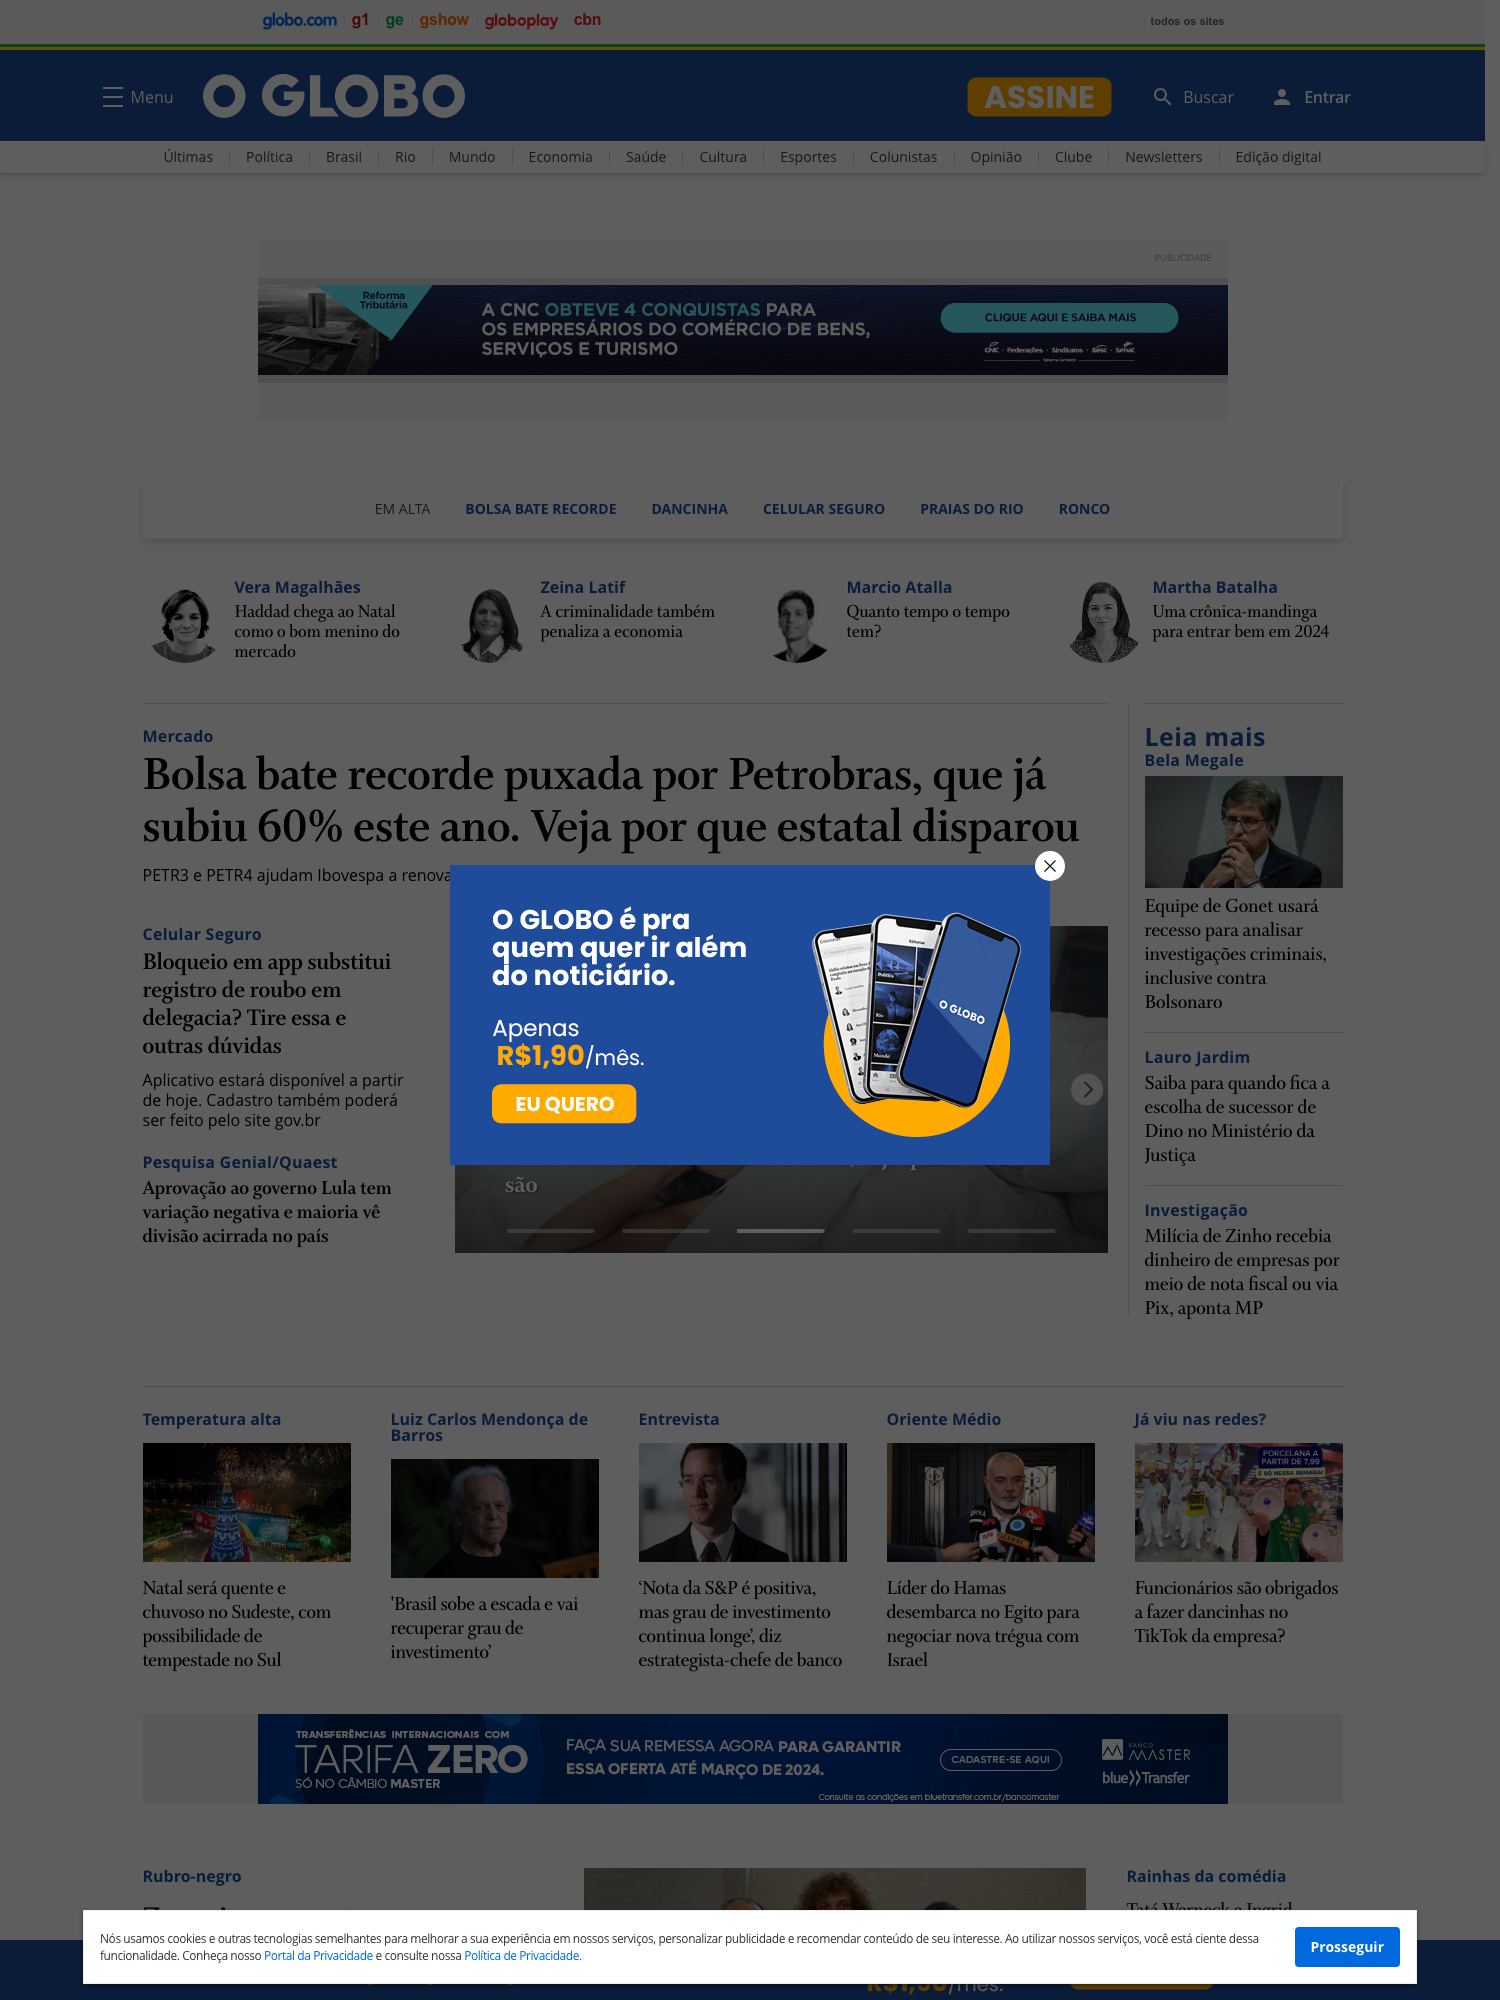 globo.com g1 ge gshow globoplay cbn todos os sites
Menu O GLOBO ASSINE Buscar Entrar
Últimas Política Brasil Rio Mundo Economia Saúde Cultura Esportes Colunistas Opinião Clube Newsletters Edição digital
PUBLICIDADE
Reforma
Tributária
A CNC OBTEVE 4 CONQUISTAS PARA
OS EMPRESÁRIOS DO COMÉRCIO DE BENS,
SERVIÇOS E TURISMO
CLIQUE AQUI E SAIBA MAIS
CNC · Federações · Sindicatos · Sesc · Senac
EM ALTA BOLSA BATE RECORDE DANCINHA CELULAR SEGURO PRAIAS DO RIO RONCO
Vera Magalhães
Haddad chega ao Natal
como o bom menino do
mercado
Zeina Latif
A criminalidade também
penaliza a economia
Marcio Atalla
Quanto tempo o tempo
tem?
Martha Batalha
Uma crônica-mandinga
para entrar bem em 2024
Mercado
Bolsa bate recorde puxada por Petrobras, que já
subiu 60% este ano. Veja por que estatal disparou
PETR3 e PETR4 ajudam Ibovespa a renova
Celular Seguro
Bloqueio em app substitui
registro de roubo em
delegacia? Tire essa e
outras dúvidas
Aplicativo estará disponível a partir
de hoje. Cadastro também poderá
ser feito pelo site gov.br
Pesquisa Genial/Quaest
Aprovação ao governo Lula tem
variação negativa e maioria vê
divisão acirrada no país
O GLOBO é pra
quem quer ir além
do noticiário.
Apenas
R$1,90/mês.
EU QUERO
Editorias
Política
Rio
Mundo
O GLOBO
são
Leia mais
Bela Megale
Equipe de Gonet usará
recesso para analisar
investigações criminais,
inclusive contra
Bolsonaro
Lauro Jardim
Saiba para quando fica a
escolha de sucessor de
Dino no Ministério da
Justiça
Investigação
Milícia de Zinho recebia
dinheiro de empresas por
meio de nota fiscal ou via
Pix, aponta MP
Temperatura alta
Natal será quente e
chuvoso no Sudeste, com
possibilidade de
tempestade no Sul
Luiz Carlos Mendonça de
Barros
'Brasil sobe a escada e vai
recuperar grau de
investimento’
Entrevista
‘Nota da S&P é positiva,
mas grau de investimento
continua longe’, diz
estrategista-chefe de banco
Oriente Médio
Líder do Hamas
desembarca no Egito para
negociar nova trégua com
Israel
Já viu nas redes?
PORCELANA A
PARTIR DE 7,99
É SÓ NESSA SEMANA!
Funcionários são obrigados
a fazer dancinhas no
TikTok da empresa?
TRANSFERÊNCIAS INTERNACIONAIS COM
TARIFA ZERO
SÓ NO CÂMBIO MASTER
FAÇA SUA REMESSA AGORA PARA GARANTIR
ESSA OFERTA ATÉ MARÇO DE 2024.
CADASTRE-SE AQUI
Consulte as condições em bluetransfer.com.br/bancomaster
BANCO
MASTER
blue Transfer
Rubro-negro
Rainhas da comédia
Tatá Werneck e Ingrid
Nós usamos cookies e outras tecnologias semelhantes para melhorar a sua experiência em nossos serviços, personalizar publicidade e recomendar conteúdo de seu interesse. Ao utilizar nossos serviços, você está ciente dessa
funcionalidade. Conheça nosso Portal da Privacidade e consulte nossa Política de Privacidade.
Prosseguir
R$1,90/mês.